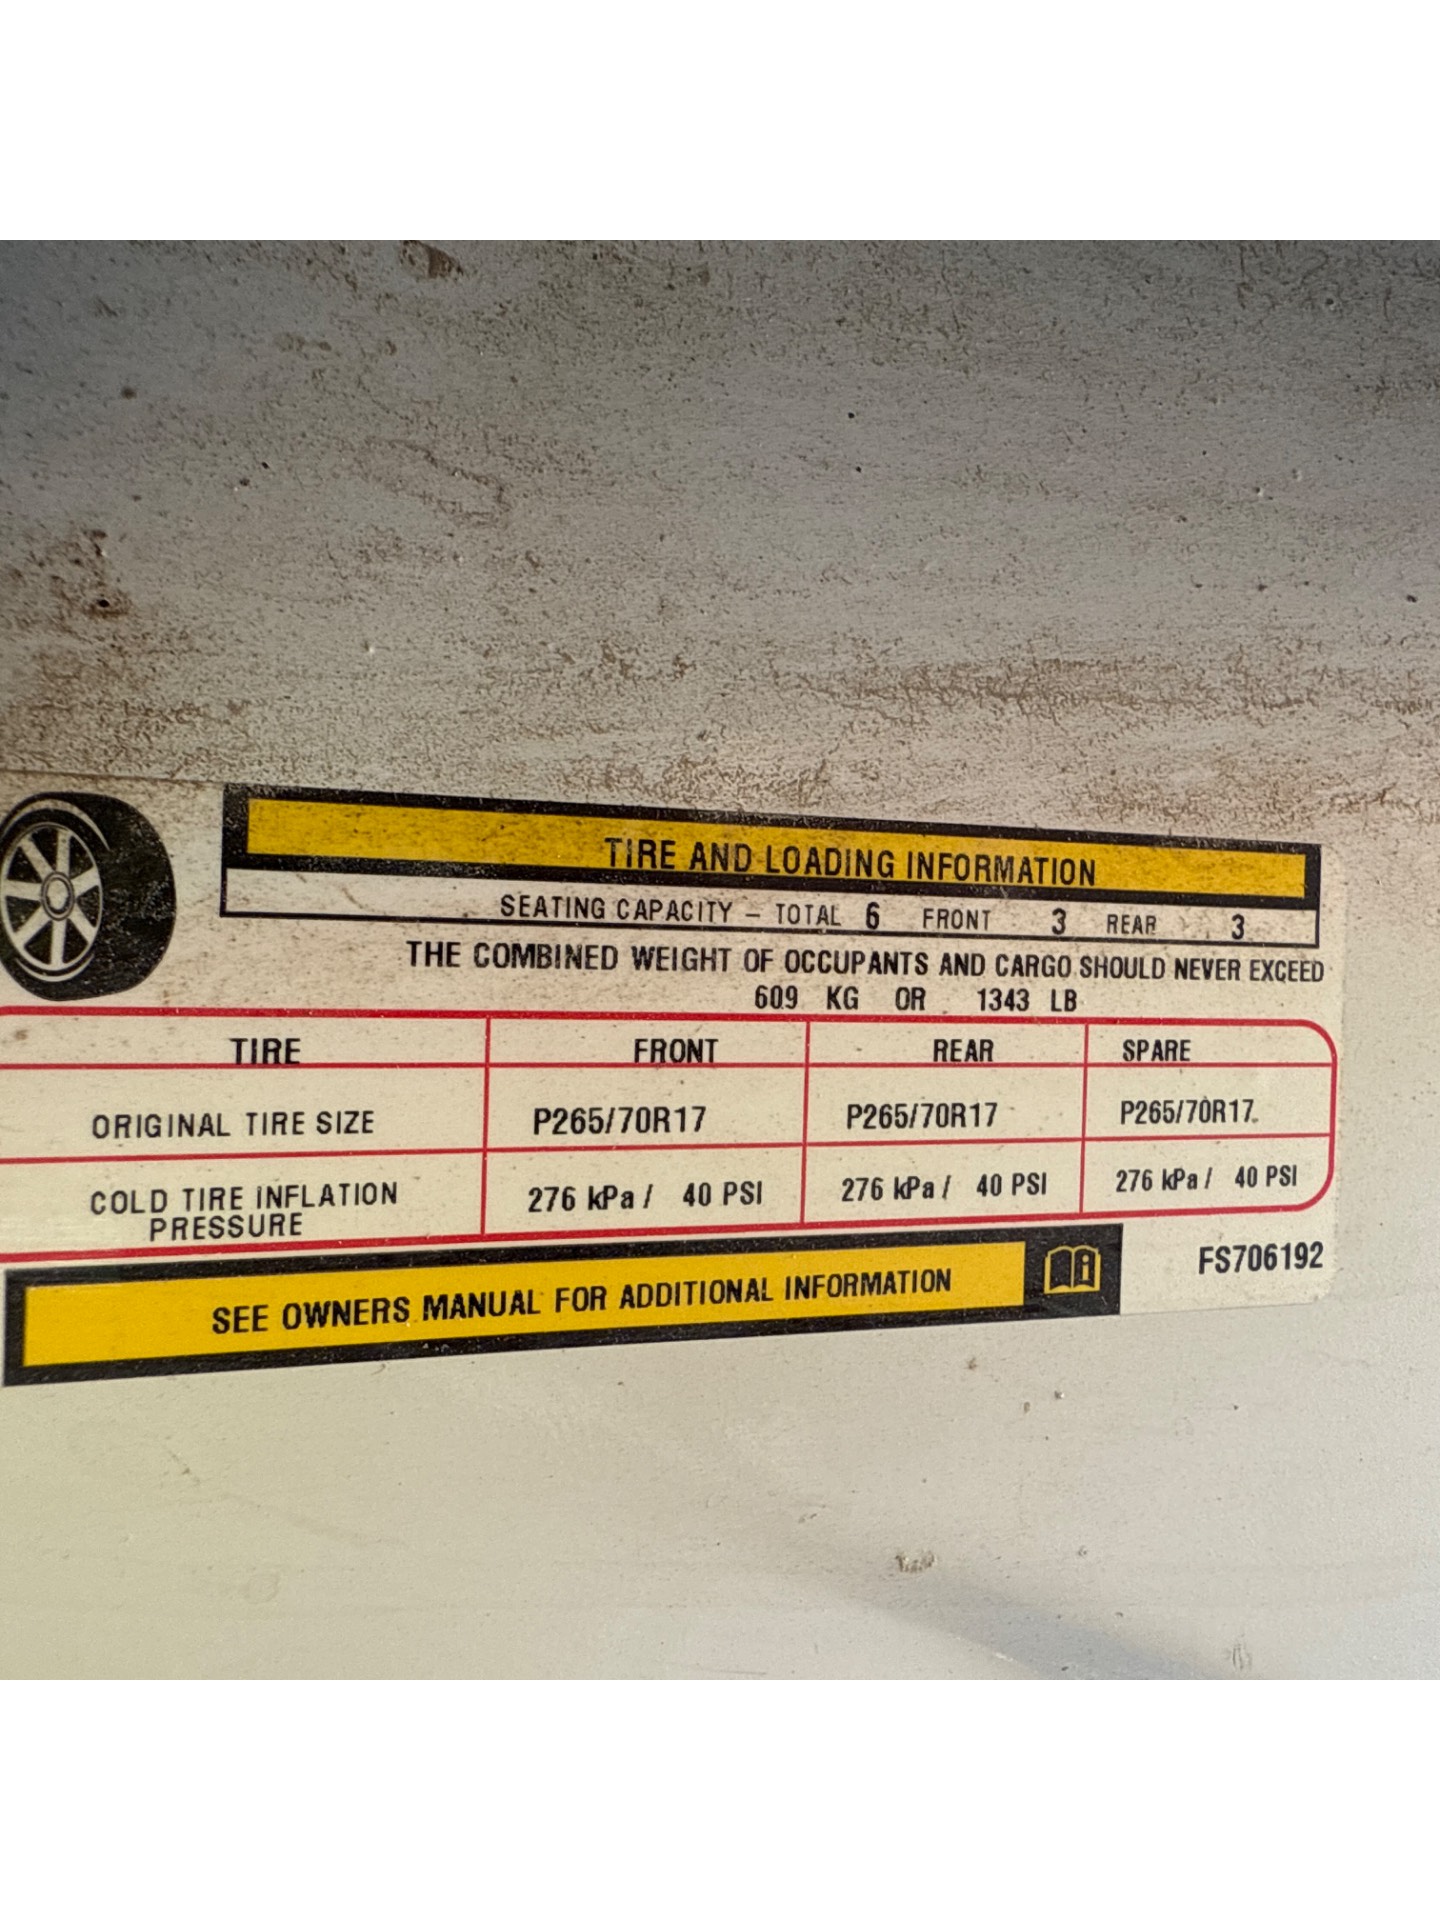 TIRE AND LOADING INFORMATION
SEATING CAPACITY – TOTAL 6 FRONT 3 REAR 3
THE COMBINED WEIGHT OF OCCUPANTS AND CARGO SHOULD NEVER EXCEED
609 KG OR 1343 LB
TIRE FRONT REAR SPARE
ORIGINAL TIRE SIZE P265/70R17 P265/70R17 P265/70R17
COLD TIRE INFLATION 276 kPa / 40 PSI 276 kPa / 40 PSI 276 kPa / 40 PSI
PRESSURE
SEE OWNERS MANUAL FOR ADDITIONAL INFORMATION
FS706192